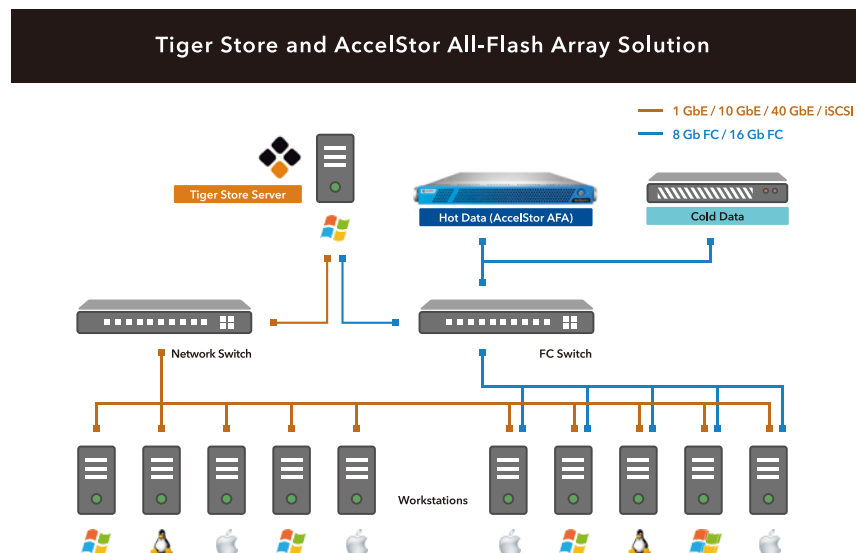 Tiger Store and AccelStor All-Flash Array Solution
1 GbE / 10 GbE / 40 GbE / iSCSI
8 Gb FC / 16 Gb FC
Tiger Store Server
Hot Data (AccelStor AFA)
Cold Data
Network Switch
FC Switch
Workstations